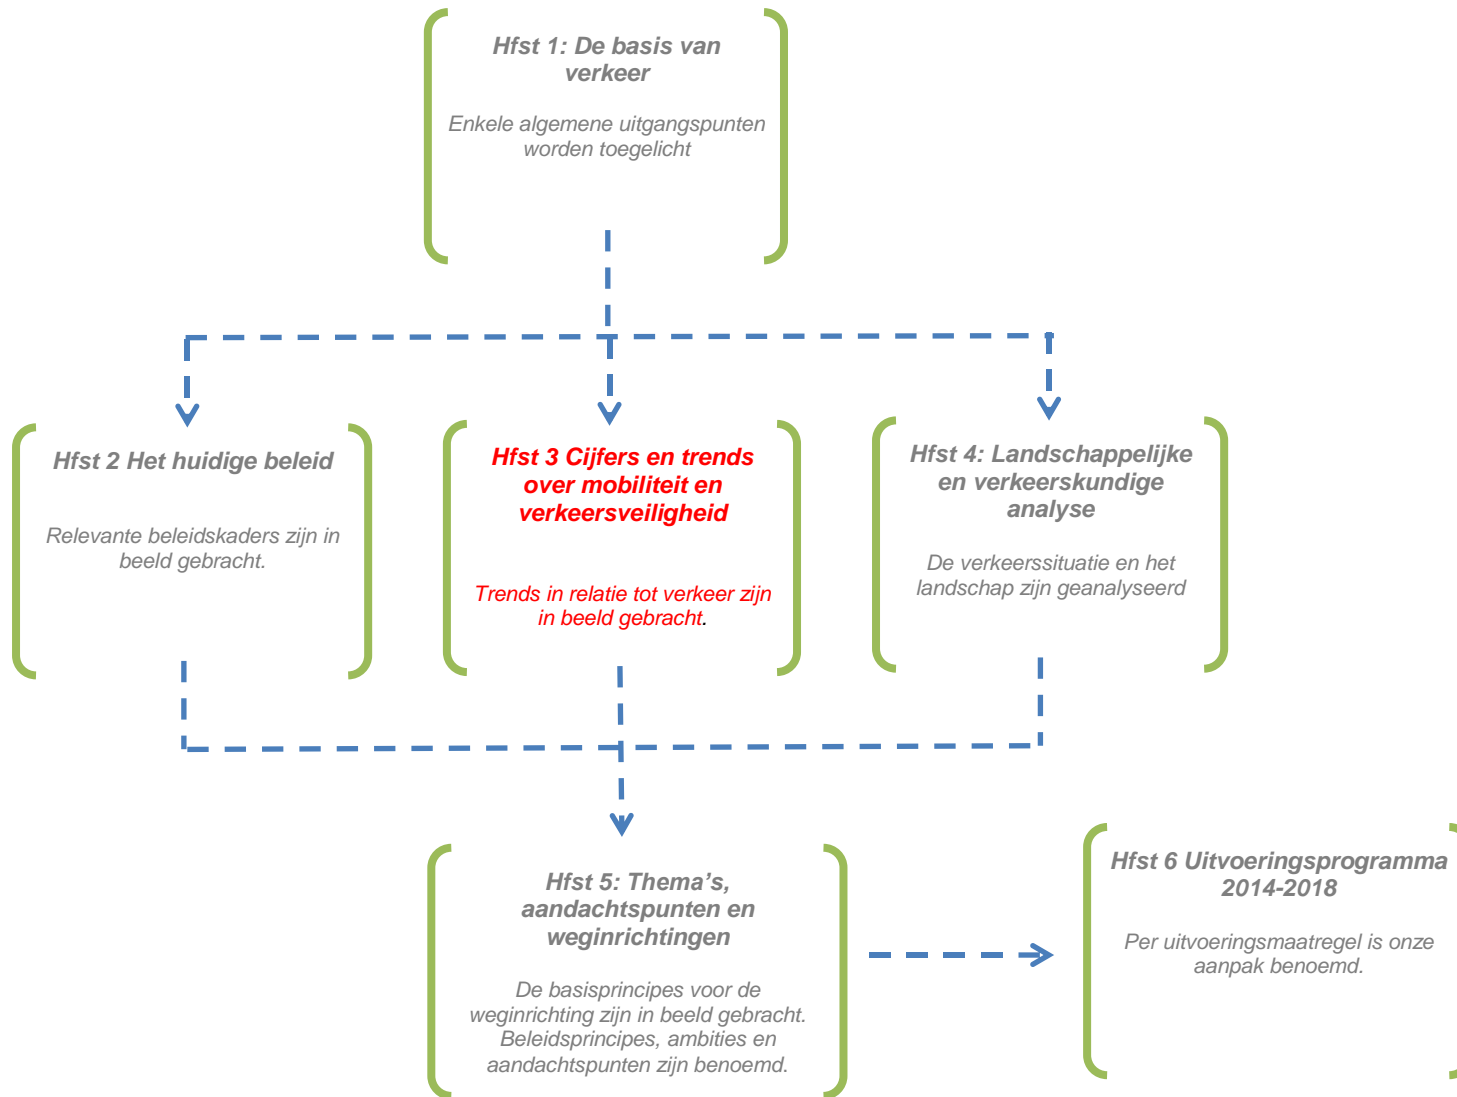 Hfst 1: De basis van
verkeer
Enkele algemene uitgangspunten
worden toegelicht
Hfst 2 Het huidige beleid
Relevante beleidskaders zijn in
beeld gebracht.
Hfst 3 Cijfers en trends
over mobiliteit en
verkeersveiligheid
Trends in relatie tot verkeer zijn
in beeld gebracht.
Hfst 4: Landschappelijke
en verkeerskundige
analyse
De verkeerssituatie en het
landschap zijn geanalyseerd
Hfst 5: Thema's,
aandachtspunten en
weginrichtingen
De basisprincipes voor de
weginrichting zijn in beeld gebracht.
Beleidsprincipes, ambities en
aandachtspunten zijn benoemd.
Hfst 6 Uitvoeringsprogramma
2014-2018
Per uitvoeringsmaatregel is onze
aanpak benoemd.